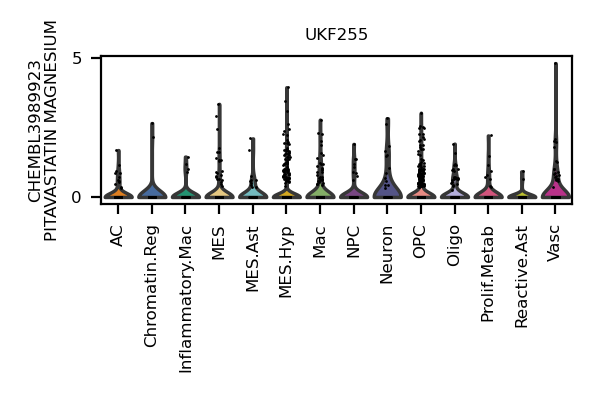 UKF255
CHEMBL3989923
PITAVASTATIN MAGNESIUM
5
0
AC
Chromatin.Reg
Inflammatory.Mac
MES
MES.Ast
MES.Hyp
Mac
NPC
Neuron
OPC
Oligo
Prolif.Metab
Reactive.Ast
Vasc